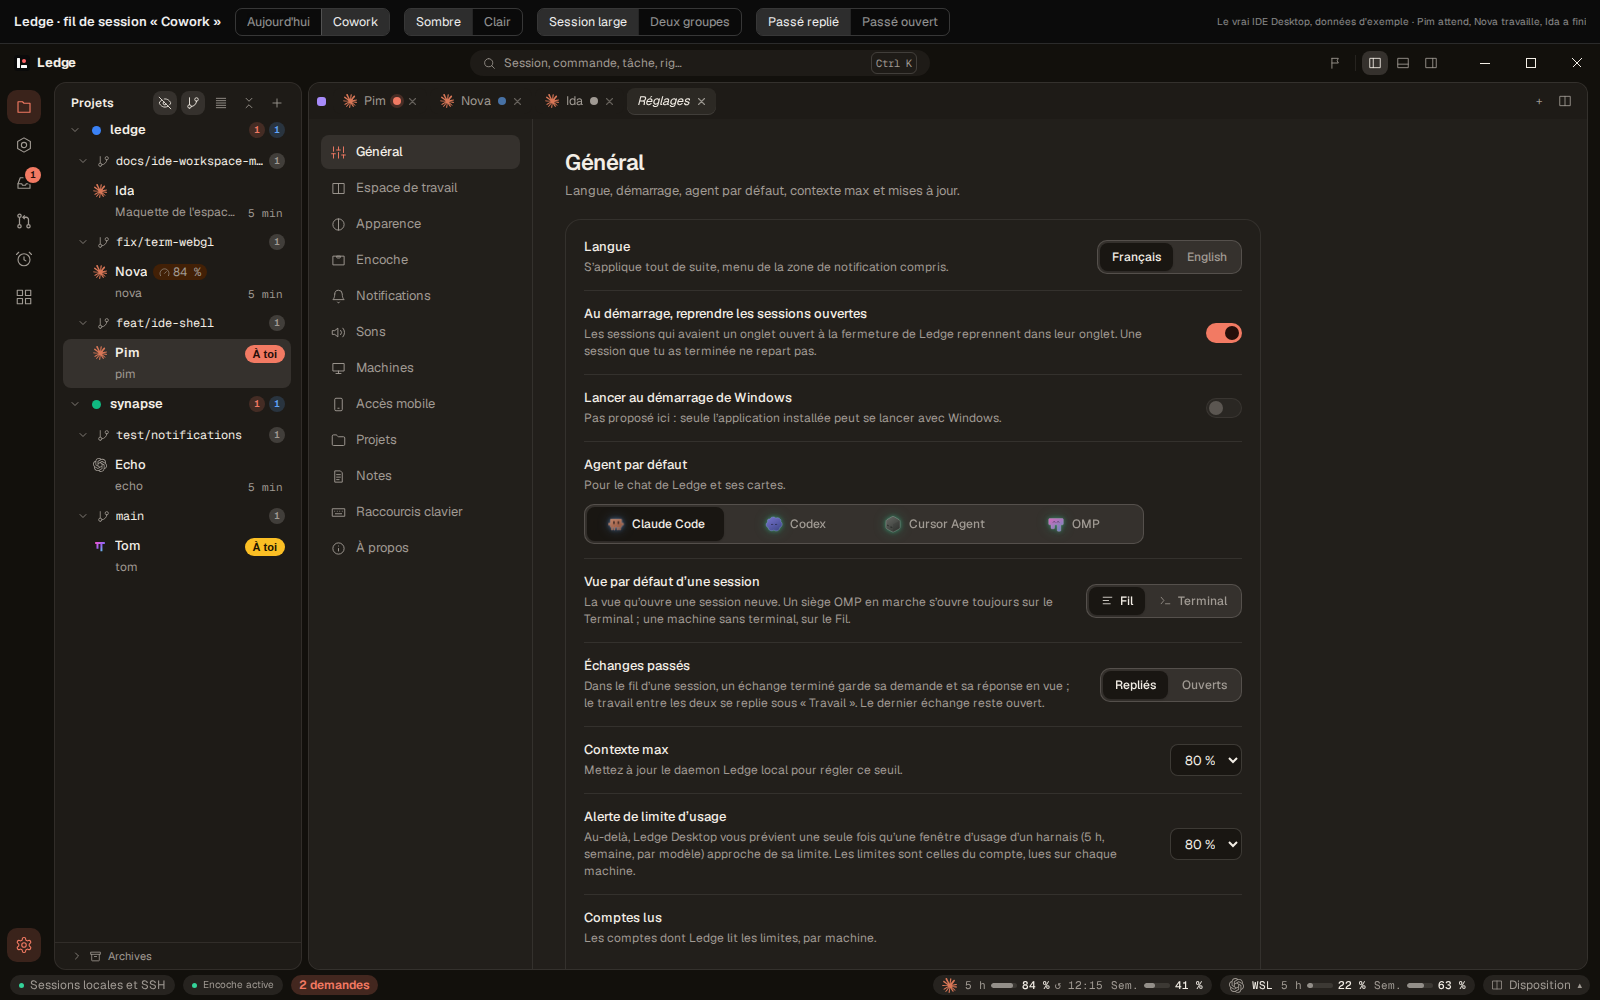 Ledge · fil de session « Cowork »
Aujourd'hui
Cowork
Sombre
Clair
Session large
Deux groupes
Passé replié
Passé ouvert
Le vrai IDE Desktop, données d'exemple · Pim attend, Nova travaille, Ida a fini
Ledge
Session, commande, tâche, rig…
Ctrl K
Projets
ledge
1
1
docs/ide-workspace-m…
1
Ida
Maquette de l'espac…
5 min
fix/term-webgl
1
Nova
84 %
nova
5 min
feat/ide-shell
1
Pim
À toi
pim
synapse
1
1
test/notifications
1
Echo
echo
5 min
main
1
Tom
À toi
tom
Archives
1
Pim
Nova
Ida
Réglages
Général
Espace de travail
Apparence
Encoche
Notifications
Sons
Machines
Accès mobile
Projets
Notes
Raccourcis clavier
À propos
Général
Langue, démarrage, agent par défaut, contexte max et mises à jour.
Langue
S'applique tout de suite, menu de la zone de notification compris.
Français
English
Au démarrage, reprendre les sessions ouvertes
Les sessions qui avaient un onglet ouvert à la fermeture de Ledge reprennent dans leur onglet. Une
session que tu as terminée ne repart pas.
Lancer au démarrage de Windows
Pas proposé ici : seule l'application installée peut se lancer avec Windows.
Agent par défaut
Pour le chat de Ledge et ses cartes.
Claude Code
Codex
Cursor Agent
OMP
Vue par défaut d'une session
La vue qu'ouvre une session neuve. Un siège OMP en marche s'ouvre toujours sur le
Terminal ; une machine sans terminal, sur le Fil.
Fil
Terminal
Échanges passés
Dans le fil d'une session, un échange terminé garde sa demande et sa réponse en vue ;
le travail entre les deux se replie sous « Travail ». Le dernier échange reste ouvert.
Repliés
Ouverts
Contexte max
Mettez à jour le daemon Ledge local pour régler ce seuil.
80 %
Alerte de limite d'usage
Au-delà, Ledge Desktop vous prévient une seule fois qu'une fenêtre d'usage d'un harnais (5 h,
semaine, par modèle) approche de sa limite. Les limites sont celles du compte, lues sur chaque
machine.
80 %
Comptes lus
Les comptes dont Ledge lit les limites, par machine.
Sessions locales et SSH
Encoche active
2 demandes
5 h 84 % ↺ 12:15 Sem. 41 %
WSL 5 h 22 % Sem. 63 %
Disposition